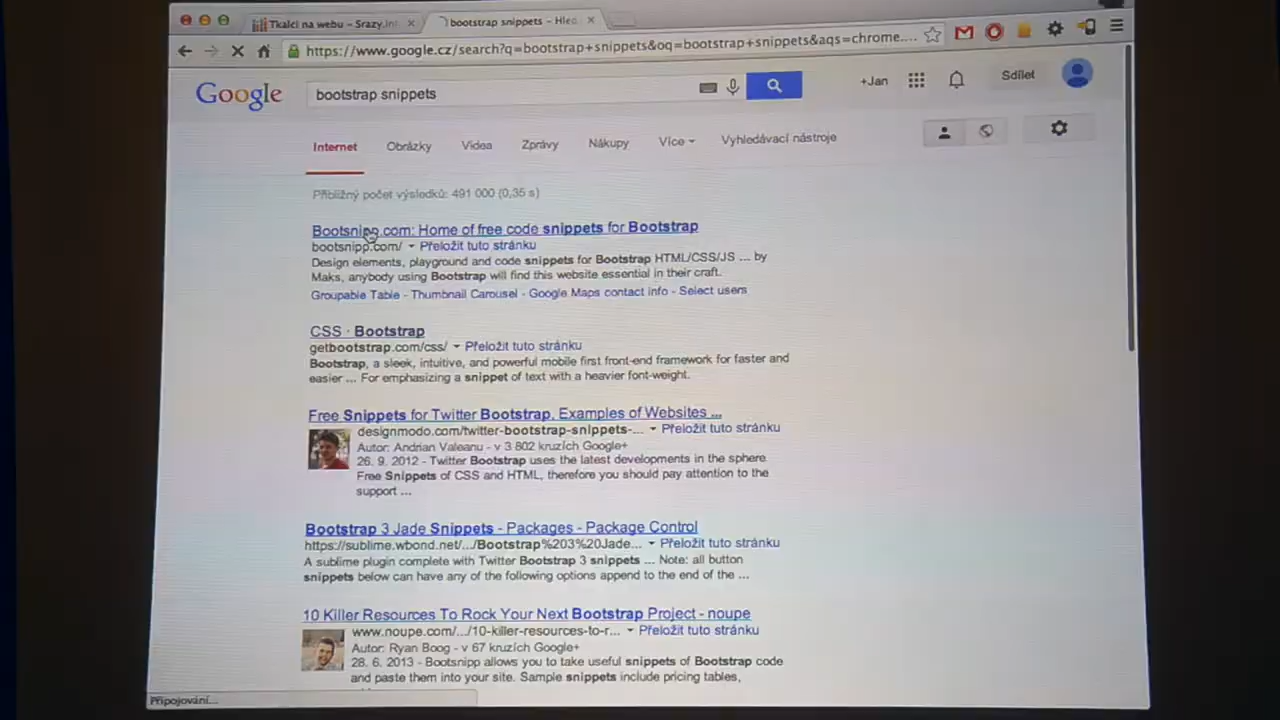 Tkalci na webu – Srazy.inf
bootstrap snippets – Hled
https://www.google.cz/search?q=bootstrap+snippets&oq=bootstrap+snippets&aqs=chrome....
Google
bootstrap snippets
+Jan
Sdílet
Internet Obrázky Videa Zprávy Nákupy Více Vyhledávací nástroje
Přibližný počet výsledků: 491 000 (0,35 s)
Bootsnipp.com: Home of free code snippets for Bootstrap
bootsnipp.com/ Přeložit tuto stránku
Design elements, playground and code snippets for Bootstrap HTML/CSS/JS ... by
Maks, anybody using Bootstrap will find this website essential in their craft.
Groupable Table - Thumbnail Carousel - Google Maps contact info - Select users
CSS · Bootstrap
getbootstrap.com/css/ Přeložit tuto stránku
Bootstrap, a sleek, intuitive, and powerful mobile first front-end framework for faster and
easier ... For emphasizing a snippet of text with a heavier font-weight.
Free Snippets for Twitter Bootstrap, Examples of Websites ...
designmodo.com/twitter-bootstrap-snippets-... Přeložit tuto stránku
Autor: Andrian Valeanu - v 3 802 kruzích Google+
26. 9. 2012 - Twitter Bootstrap uses the latest developments in the sphere.
Free Snippets of CSS and HTML, therefore you should pay attention to the
support ...
Bootstrap 3 Jade Snippets - Packages - Package Control
https://sublime.wbond.net/.../Bootstrap%203%20Jade... Přeložit tuto stránku
A sublime plugin complete with Twitter Bootstrap 3 snippets ... Note: all button
snippets below can have any of the following options append to the end of the ...
10 Killer Resources To Rock Your Next Bootstrap Project - noupe
www.noupe.com/.../10-killer-resources-to-r... Přeložit tuto stránku
Autor: Ryan Boog - v 67 kruzích Google+
28. 6. 2013 - Bootsnipp allows you to take useful snippets of Bootstrap code
and paste them into your site. Sample snippets include pricing tables,
Připojování...